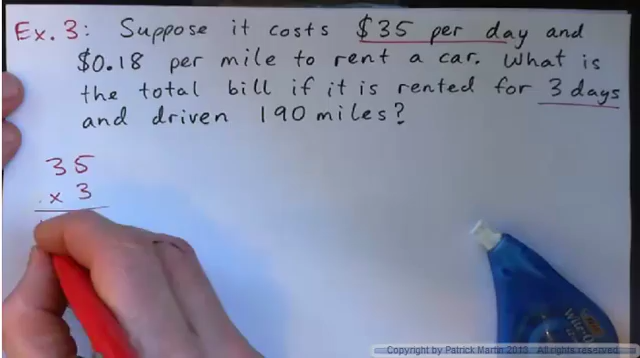 Ex. 3: Suppose it costs $35 per day and
$0.18 per mile to rent a car. What is
the total bill if it is rented for 3 days
and driven 190 miles?
35
x 3
Copyright by Patrick Martin 2013 All rights reserved